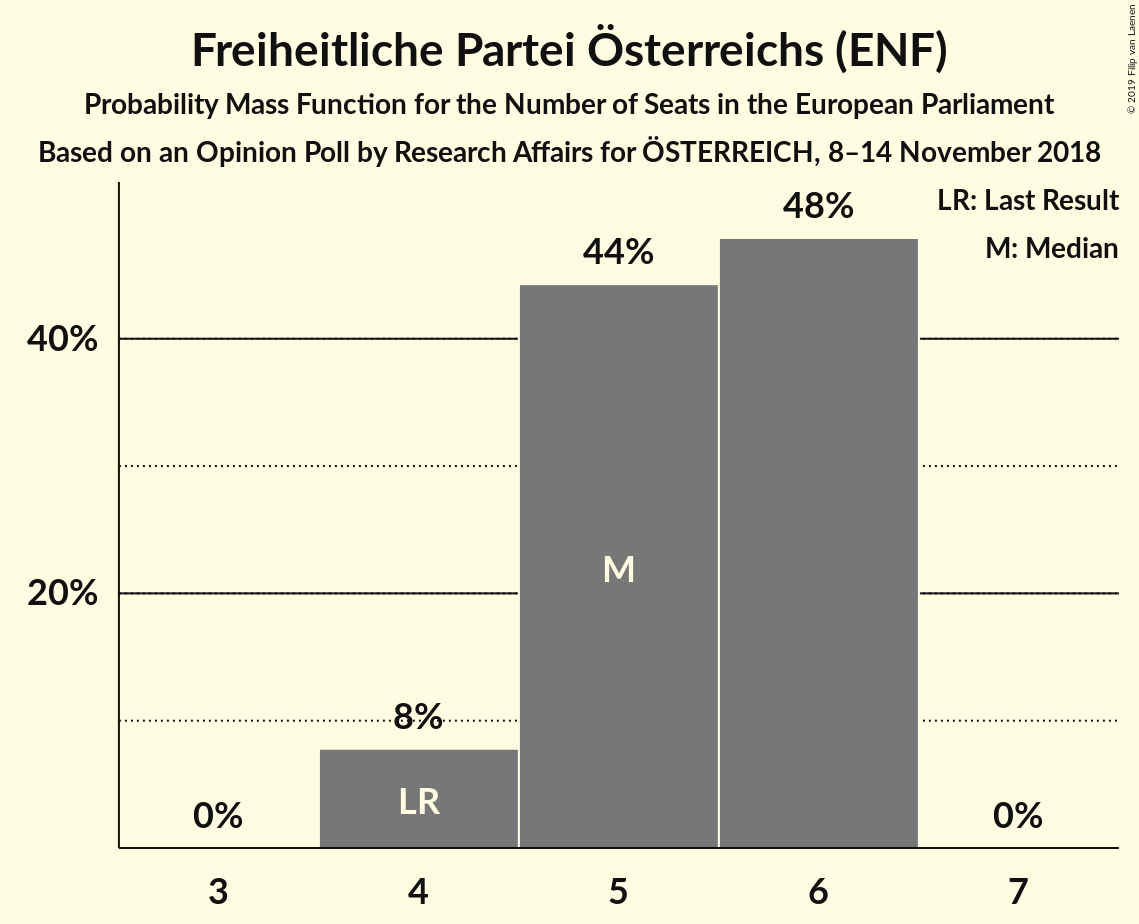 Freiheitliche Partei Österreichs (ENF)
Probability Mass Function for the Number of Seats in the European Parliament
Based on an Opinion Poll by Research Affairs for ÖSTERREICH, 8–14 November 2018
© 2019 Filip van Laenen
LR: Last Result
M: Median
48%
44%
40%
M
20%
8%
LR
0%
0%
3 4 5 6 7